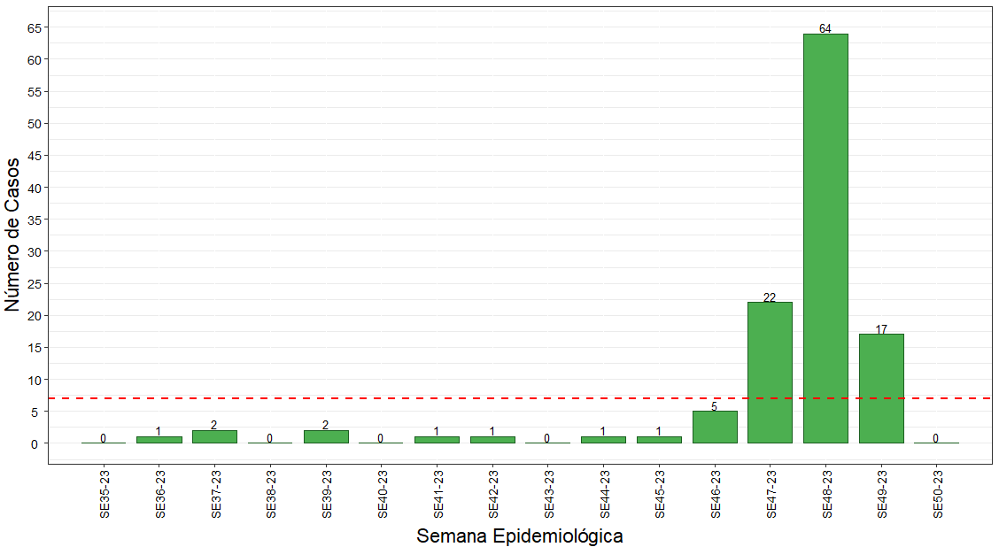 Número de Casos
65
60
55
50
45
40
35
30
25
20
15
10
5
0
0
1
2
0
2
0
1
1
0
1
1
5
22
64
17
0
SE35-23
SE36-23
SE37-23
SE38-23
SE39-23
SE40-23
SE41-23
SE42-23
SE43-23
SE44-23
SE45-23
SE46-23
SE47-23
SE48-23
SE49-23
SE50-23
Semana Epidemiológica